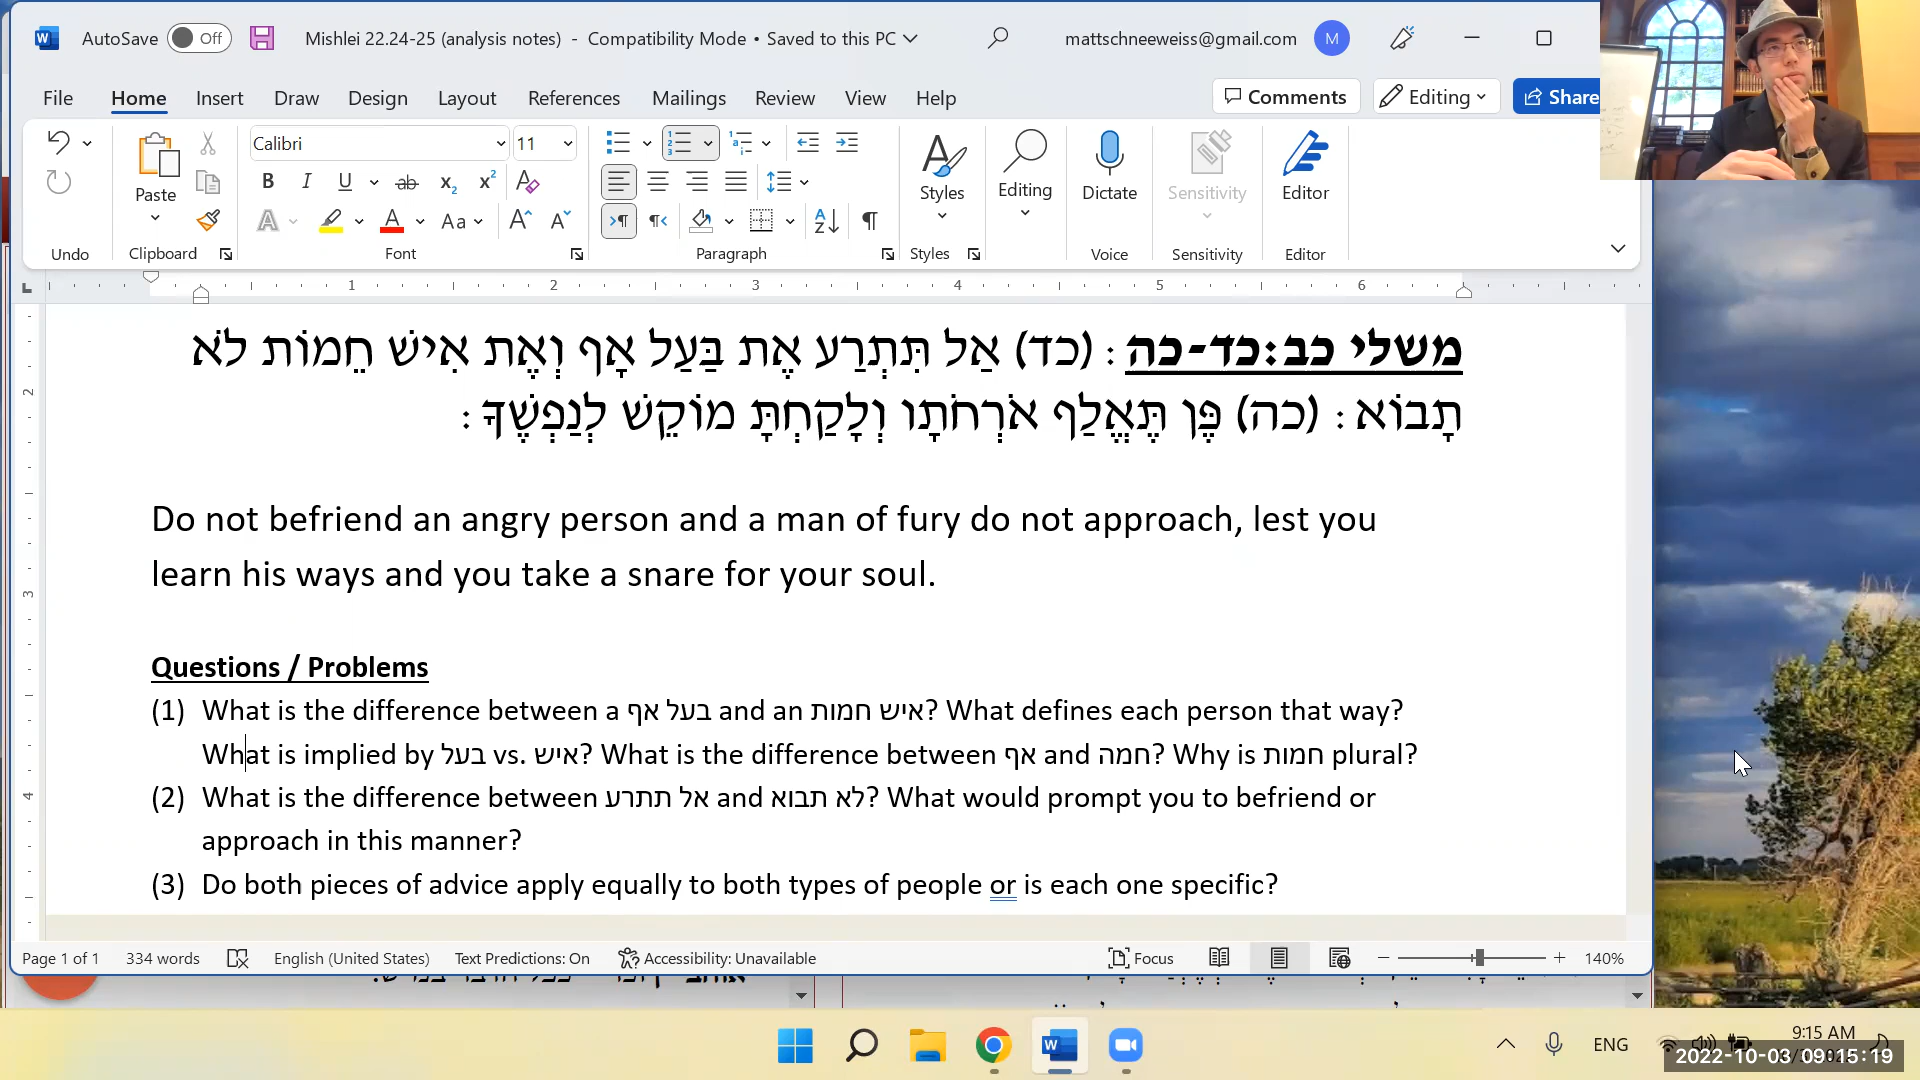 AutoSave Off Mishlei 22.24-25 (analysis notes) - Compatibility Mode • Saved to this PC mattschneeweiss@gmail.com M
File Home Insert Draw Design Layout References Mailings Review View Help Comments Editing Share
Calibri 11
Paste Styles Editing Dictate Sensitivity Editor
Undo Clipboard Font Paragraph Styles Voice Sensitivity Editor
1 2 3 4 5 6
משלי כב:כד-כה: (כד) אַל תִּתְרַע אֶת בַּעַל אָף וְאֶת אִישׁ חֵמוֹת לֹא
תָבוֹא: (כה) פֶּן תֶּאֱלַף אֹרְחֹתָו וְלָקַחְתָּ מוֹקֵשׁ לְנַפְשֶׁךָ:
Do not befriend an angry person and a man of fury do not approach, lest you
learn his ways and you take a snare for your soul.
Questions / Problems
(1) What is the difference between a בעל אף and an איש חמות? What defines each person that way?
What is implied by בעל vs. איש? What is the difference between אף and חמה? Why is חמות plural?
(2) What is the difference between אל תתרע and לא תבוא? What would prompt you to befriend or
approach in this manner?
(3) Do both pieces of advice apply equally to both types of people or is each one specific?
2
3
4
Page 1 of 1 334 words English (United States) Text Predictions: On Accessibility: Unavailable Focus 140%
ENG 9:15 AM
2022-10-03 09:15:19